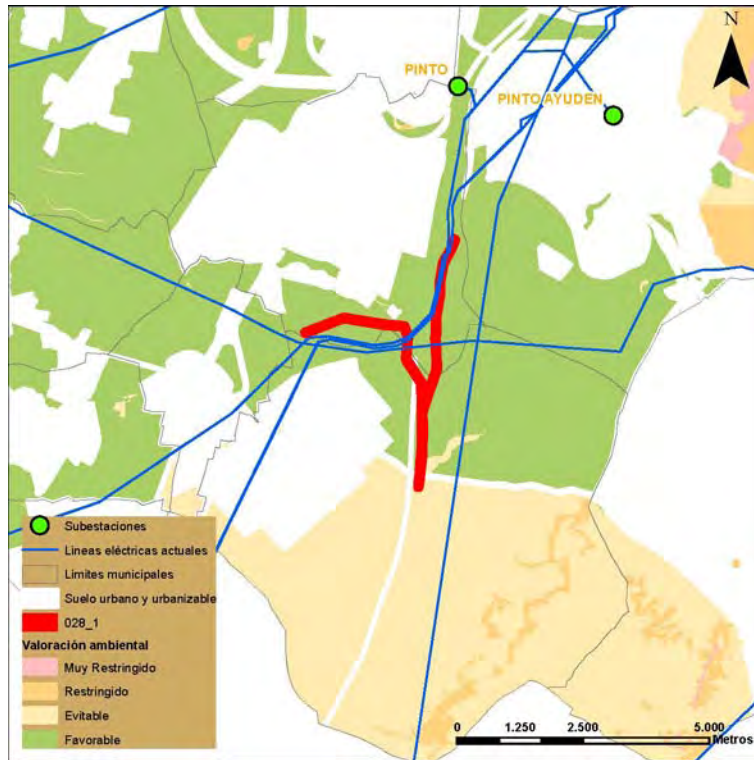 N
PINTO
PINTO AYUDEN
Subestaciones
Lineas eléctricas actuales
Limites municipales
Suelo urbano y urbanizable
028_1
Valoración ambiental
Muy Restringido
Restringido
Evitable
Favorable
0 1.250 2.500 5.000
Metros